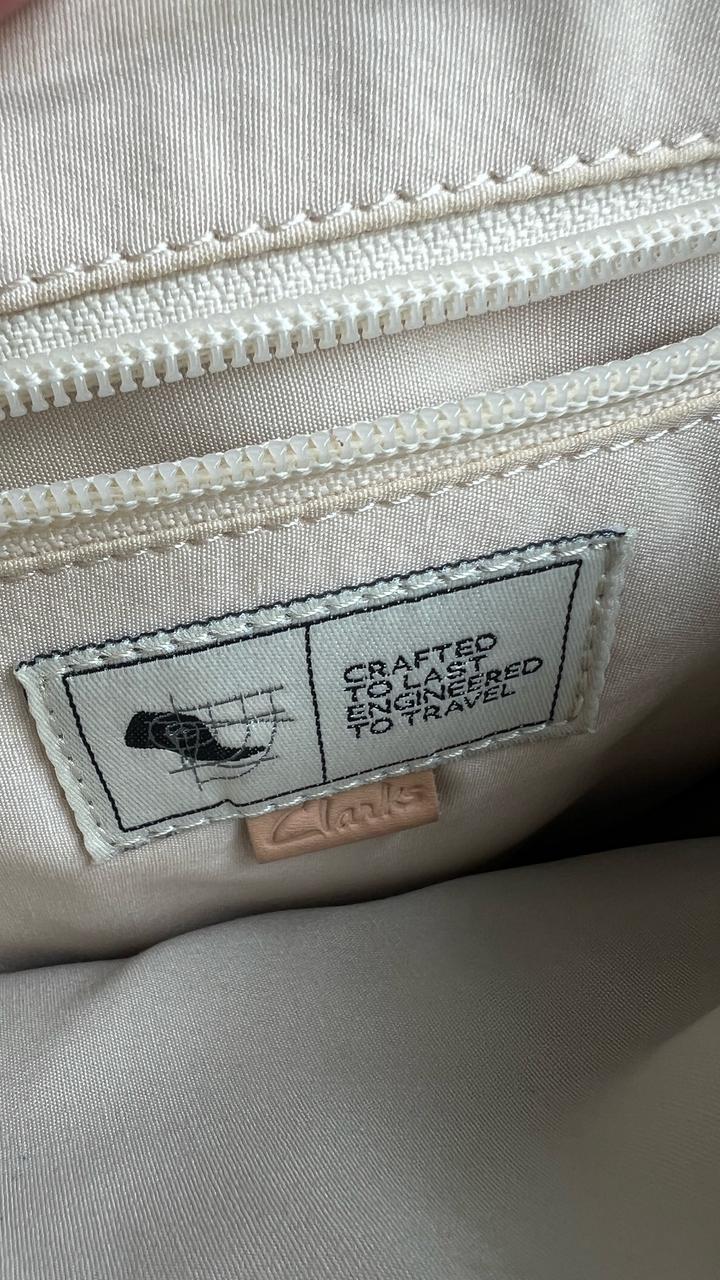 CRAFTED
TO LAST
ENGINEERED
TO TRAVEL
Clarks